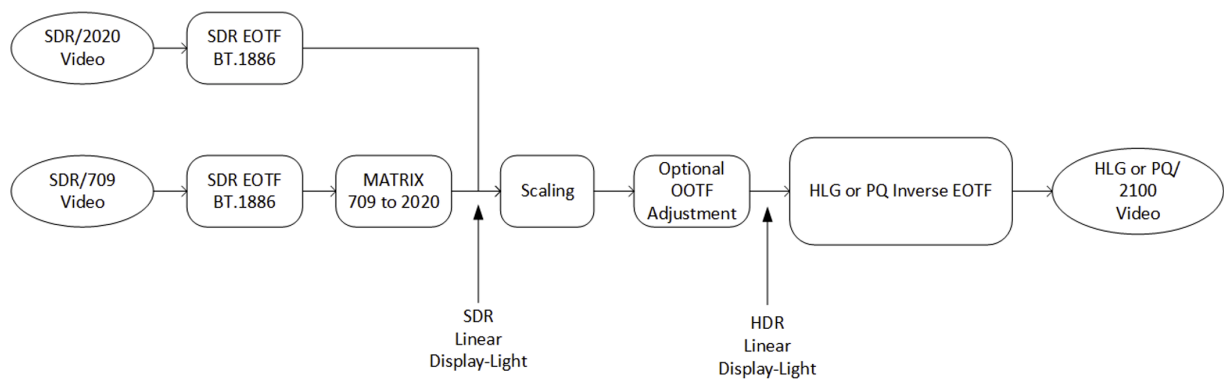 SDR/2020
Video
SDR EOTF
BT.1886
SDR/709
Video
SDR EOTF
BT.1886
MATRIX
709 to 2020
Scaling
Optional
OOTF
Adjustment
HLG or PQ Inverse EOTF
HLG or PQ/
2100
Video
SDR
Linear
Display-Light
HDR
Linear
Display-Light